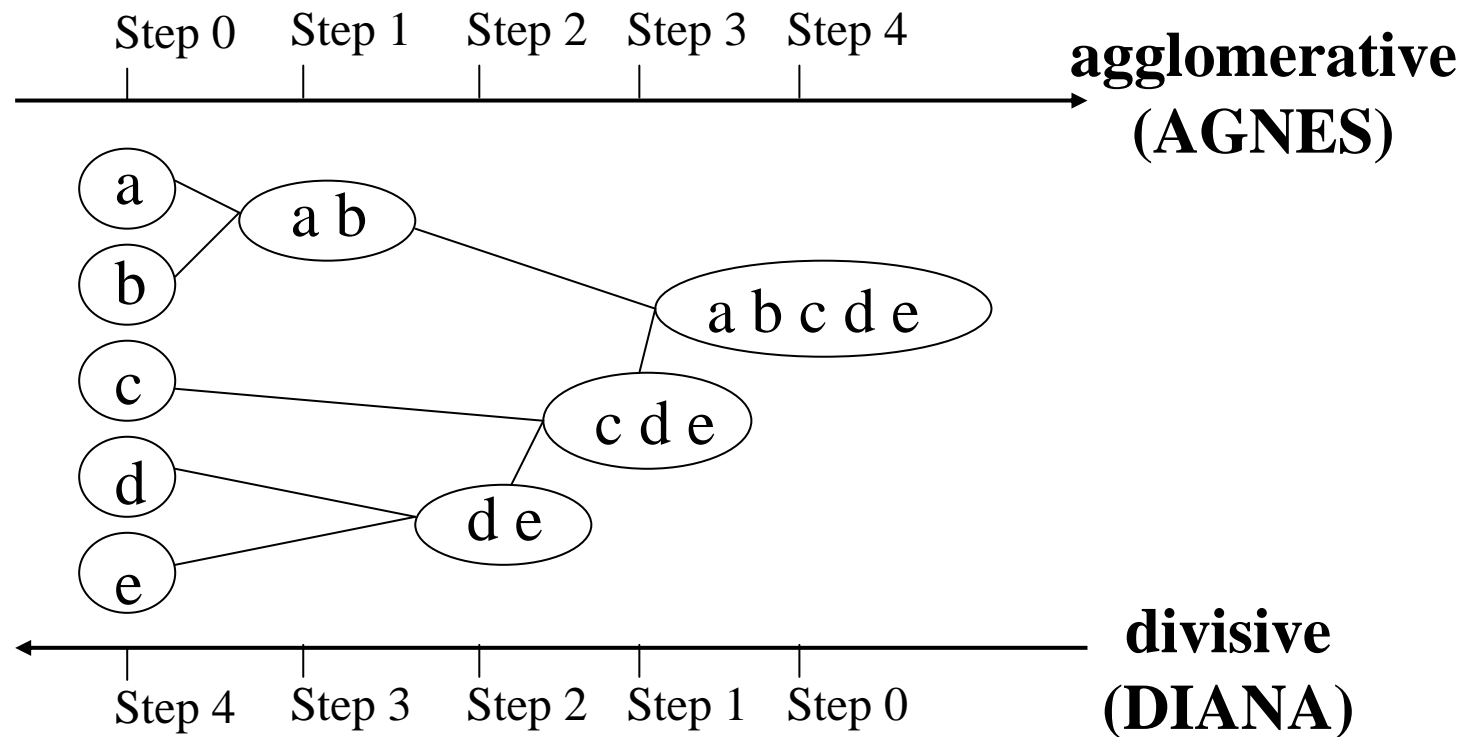 Step 0 Step 1 Step 2 Step 3 Step 4
agglomerative
(AGNES)
a
a b
b
a b c d e
c
c d e
d
d e
e
divisive
(DIANA)
Step 4 Step 3 Step 2 Step 1 Step 0